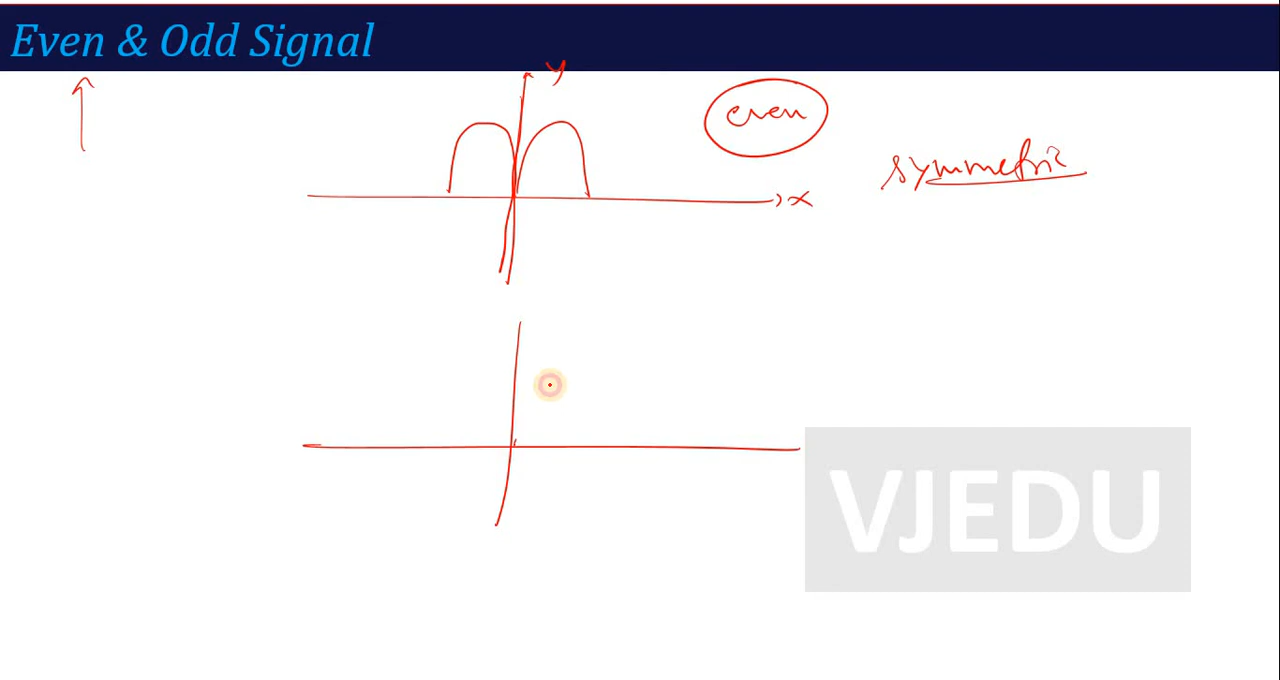 Even & Odd Signal
y
even
symmetric
x
VJEDU